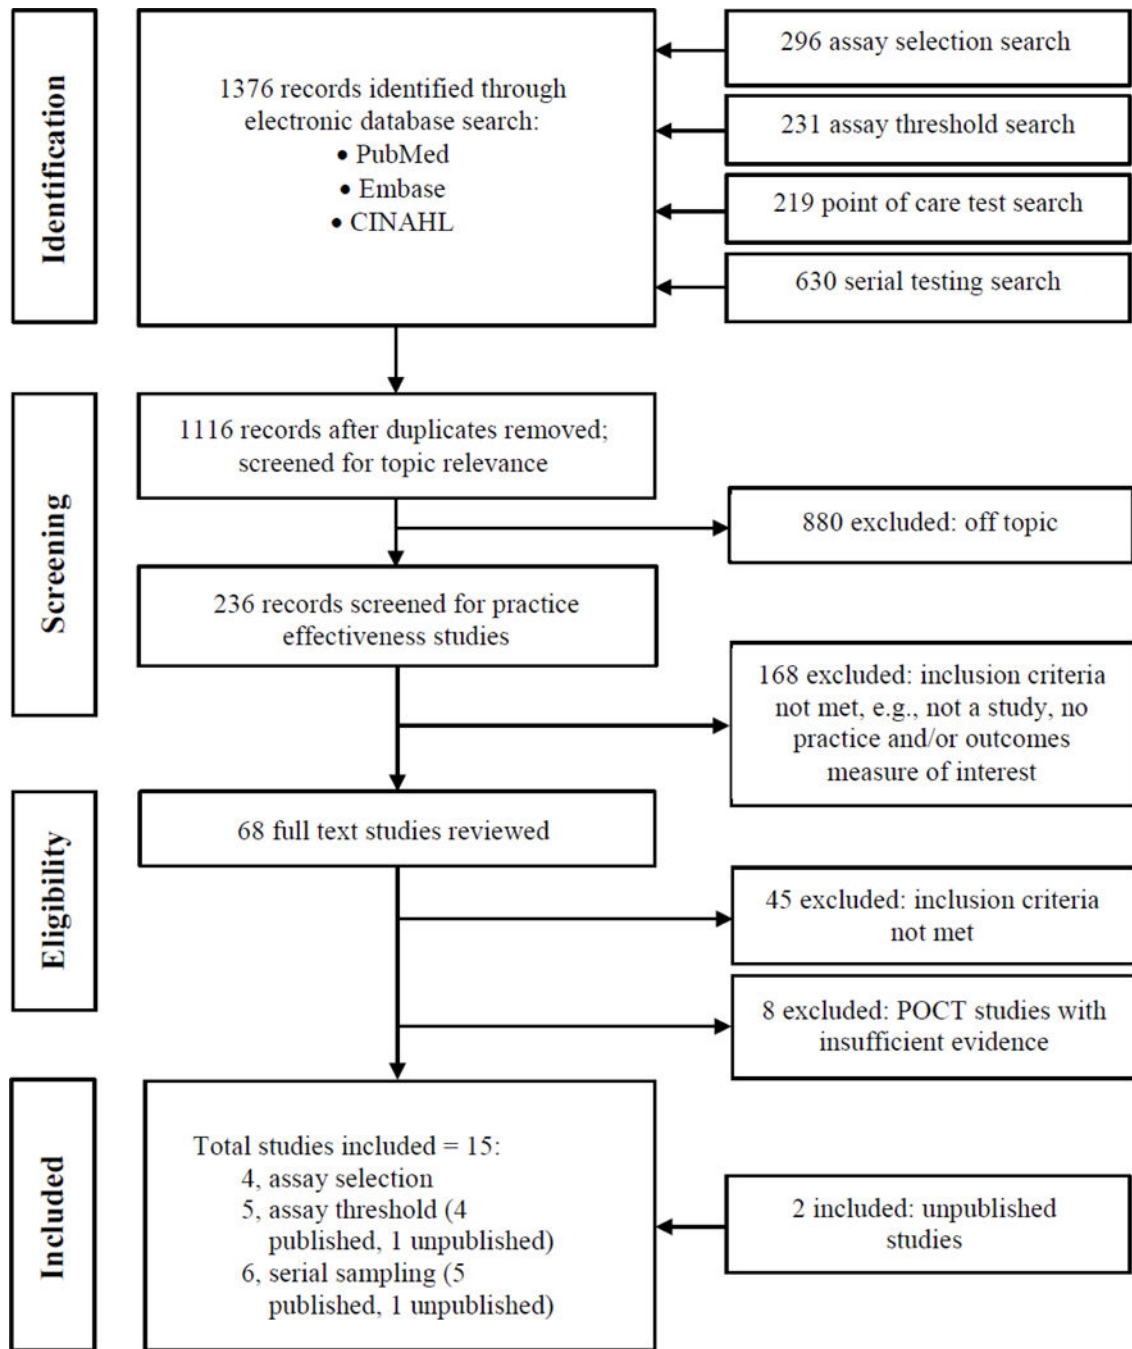 Identification
1376 records identified through
electronic database search:
• PubMed
• Embase
• CINAHL
296 assay selection search
231 assay threshold search
219 point of care test search
630 serial testing search
Screening
1116 records after duplicates removed;
screened for topic relevance
880 excluded: off topic
236 records screened for practice
effectiveness studies
168 excluded: inclusion criteria
not met, e.g., not a study, no
practice and/or outcomes
measure of interest
Eligibility
68 full text studies reviewed
45 excluded: inclusion criteria
not met
8 excluded: POCT studies with
insufficient evidence
Included
Total studies included = 15:
4, assay selection
5, assay threshold (4
published, 1 unpublished)
6, serial sampling (5
published, 1 unpublished)
2 included: unpublished
studies